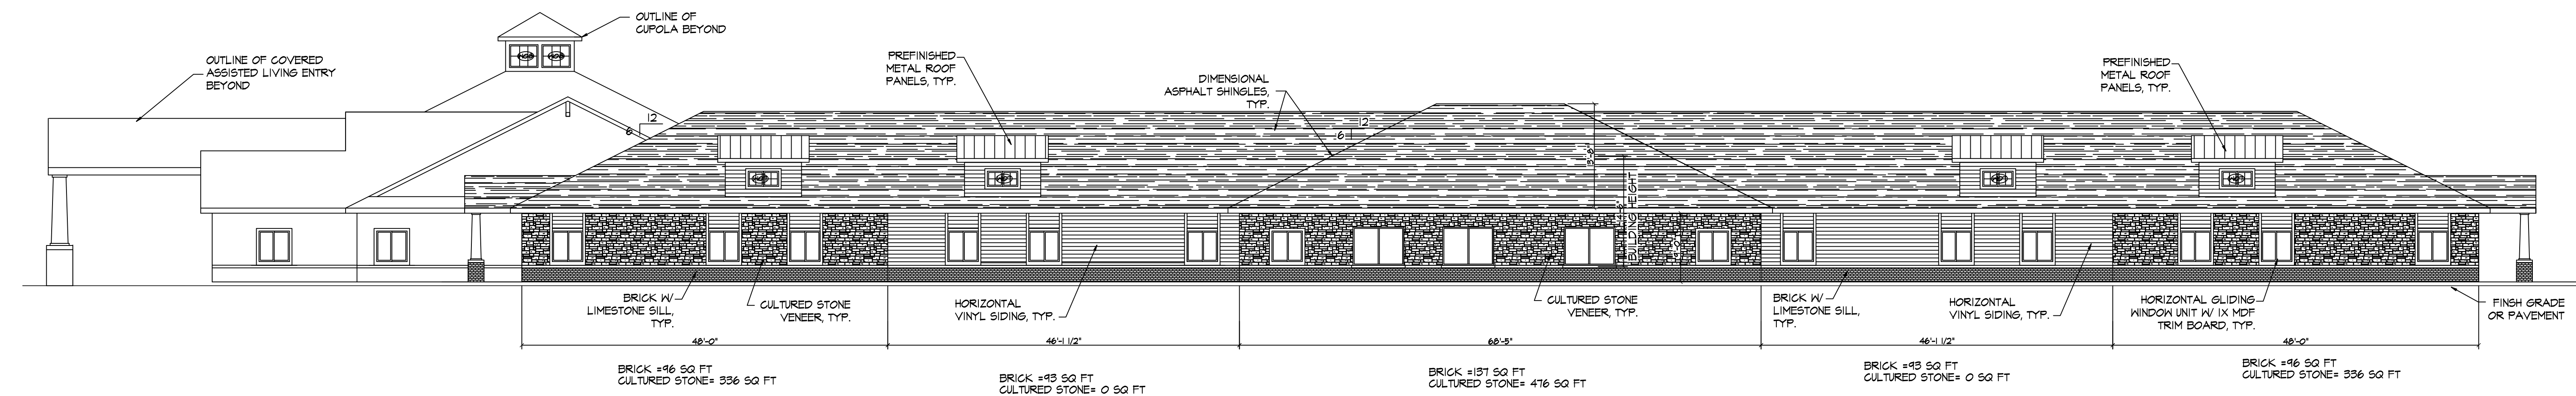 OUTLINE OF
CUPOLA BEYOND
OUTLINE OF COVERED
ASSISTED LIVING ENTRY
BEYOND
PREFINISHED
METAL ROOF
PANELS, TYP.
DIMENSIONAL
ASPHALT SHINGLES,
TYP.
PREFINISHED
METAL ROOF
PANELS, TYP.
12
6
12
6
13'-8"
BUILDING HEIGHT
BRICK W/
LIMESTONE SILL,
TYP.
CULTURED STONE
VENEER, TYP.
HORIZONTAL
VINYL SIDING, TYP.
CULTURED STONE
VENEER, TYP.
BRICK W/
LIMESTONE SILL,
TYP.
HORIZONTAL
VINYL SIDING, TYP.
HORIZONTAL GLIDING
WINDOW UNIT W/ 1X MDF
TRIM BOARD, TYP.
FINSH GRADE
OR PAVEMENT
48'-0"
46'-1 1/2"
68'-5"
46'-1 1/2"
48'-0"
BRICK =96 SQ FT
CULTURED STONE= 336 SQ FT
BRICK =93 SQ FT
CULTURED STONE= 0 SQ FT
BRICK =137 SQ FT
CULTURED STONE= 476 SQ FT
BRICK =93 SQ FT
CULTURED STONE= 0 SQ FT
BRICK =96 SQ FT
CULTURED STONE= 336 SQ FT